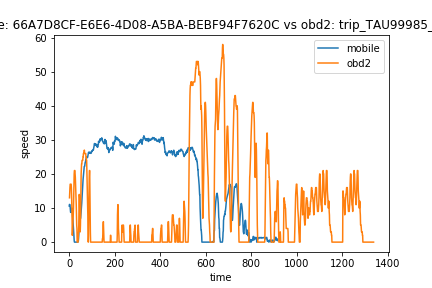 e: 66A7D8CF-E6E6-4D08-A5BA-BEBF94F7620C vs obd2: trip_TAU99985_
mobile
obd2
60
50
40
30
20
10
0
speed
0 200 400 600 800 1000 1200 1400
time